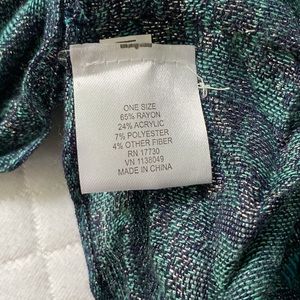 ONE SIZE
65% RAYON
24% ACRYLIC
7% POLYESTER
4% OTHER FIBER
RN 17730
VN 1138049
MADE IN CHINA